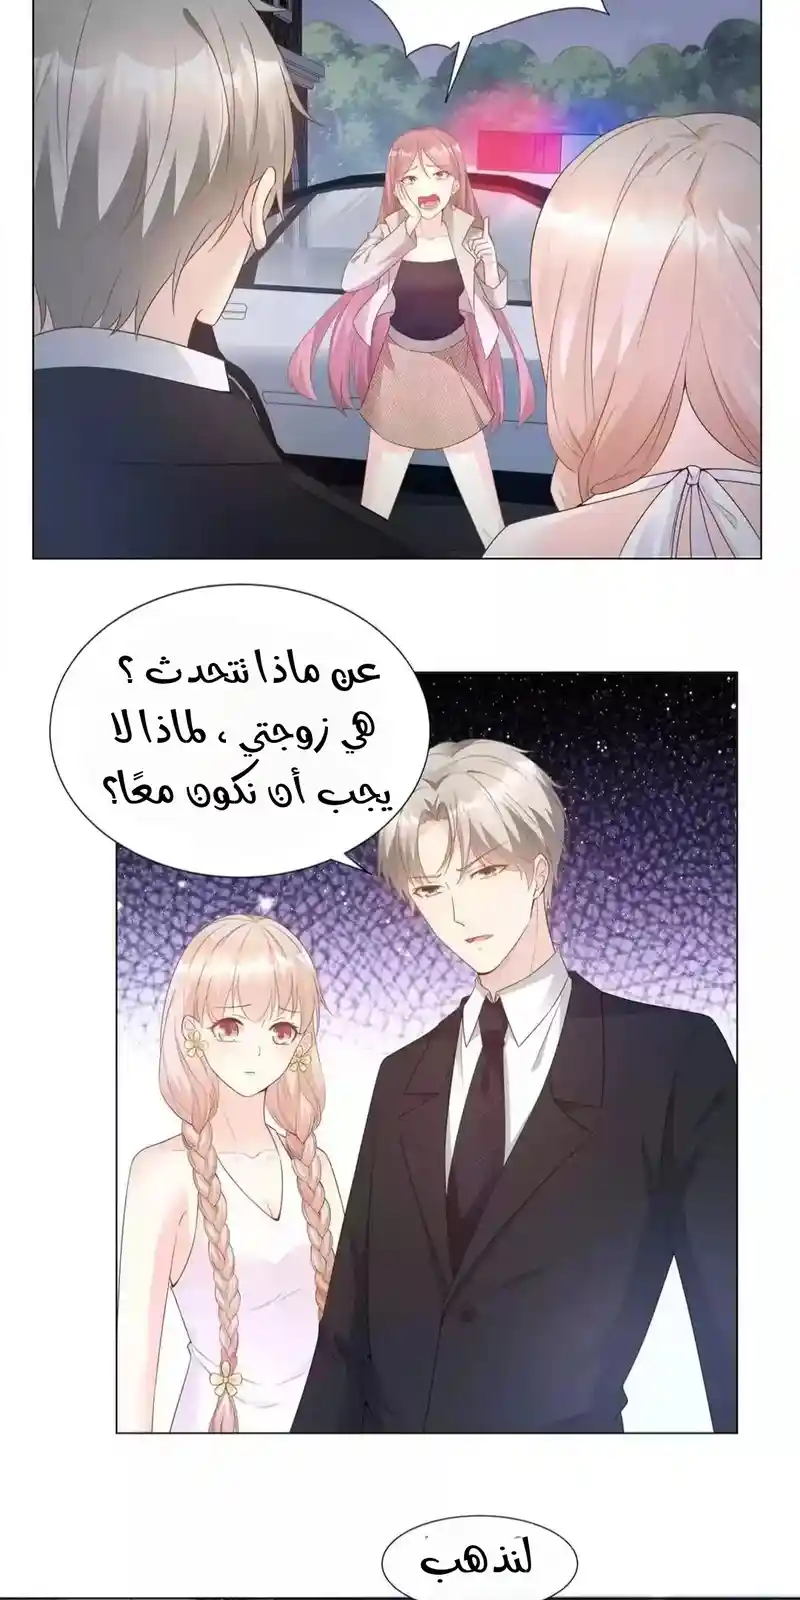 عن ماذا تتحدث ؟
هي زوجتي ، لماذا لا
يجب أن نكون معًا؟
لنذهب